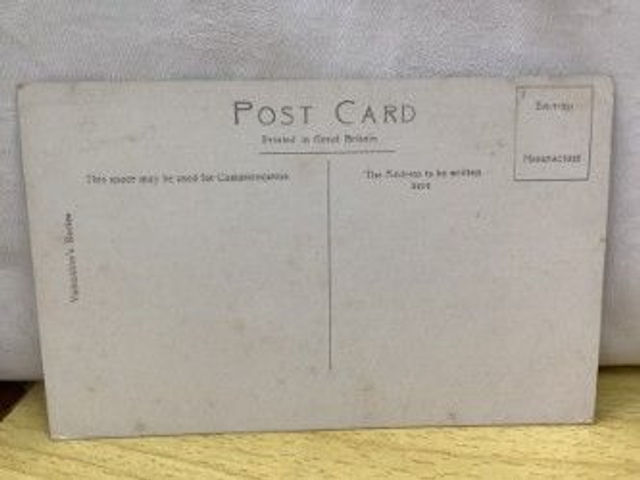 POST CARD
Printed in Great Britain
British
Manufacture
This space may be used for Communication
The Address to be written
here
Series